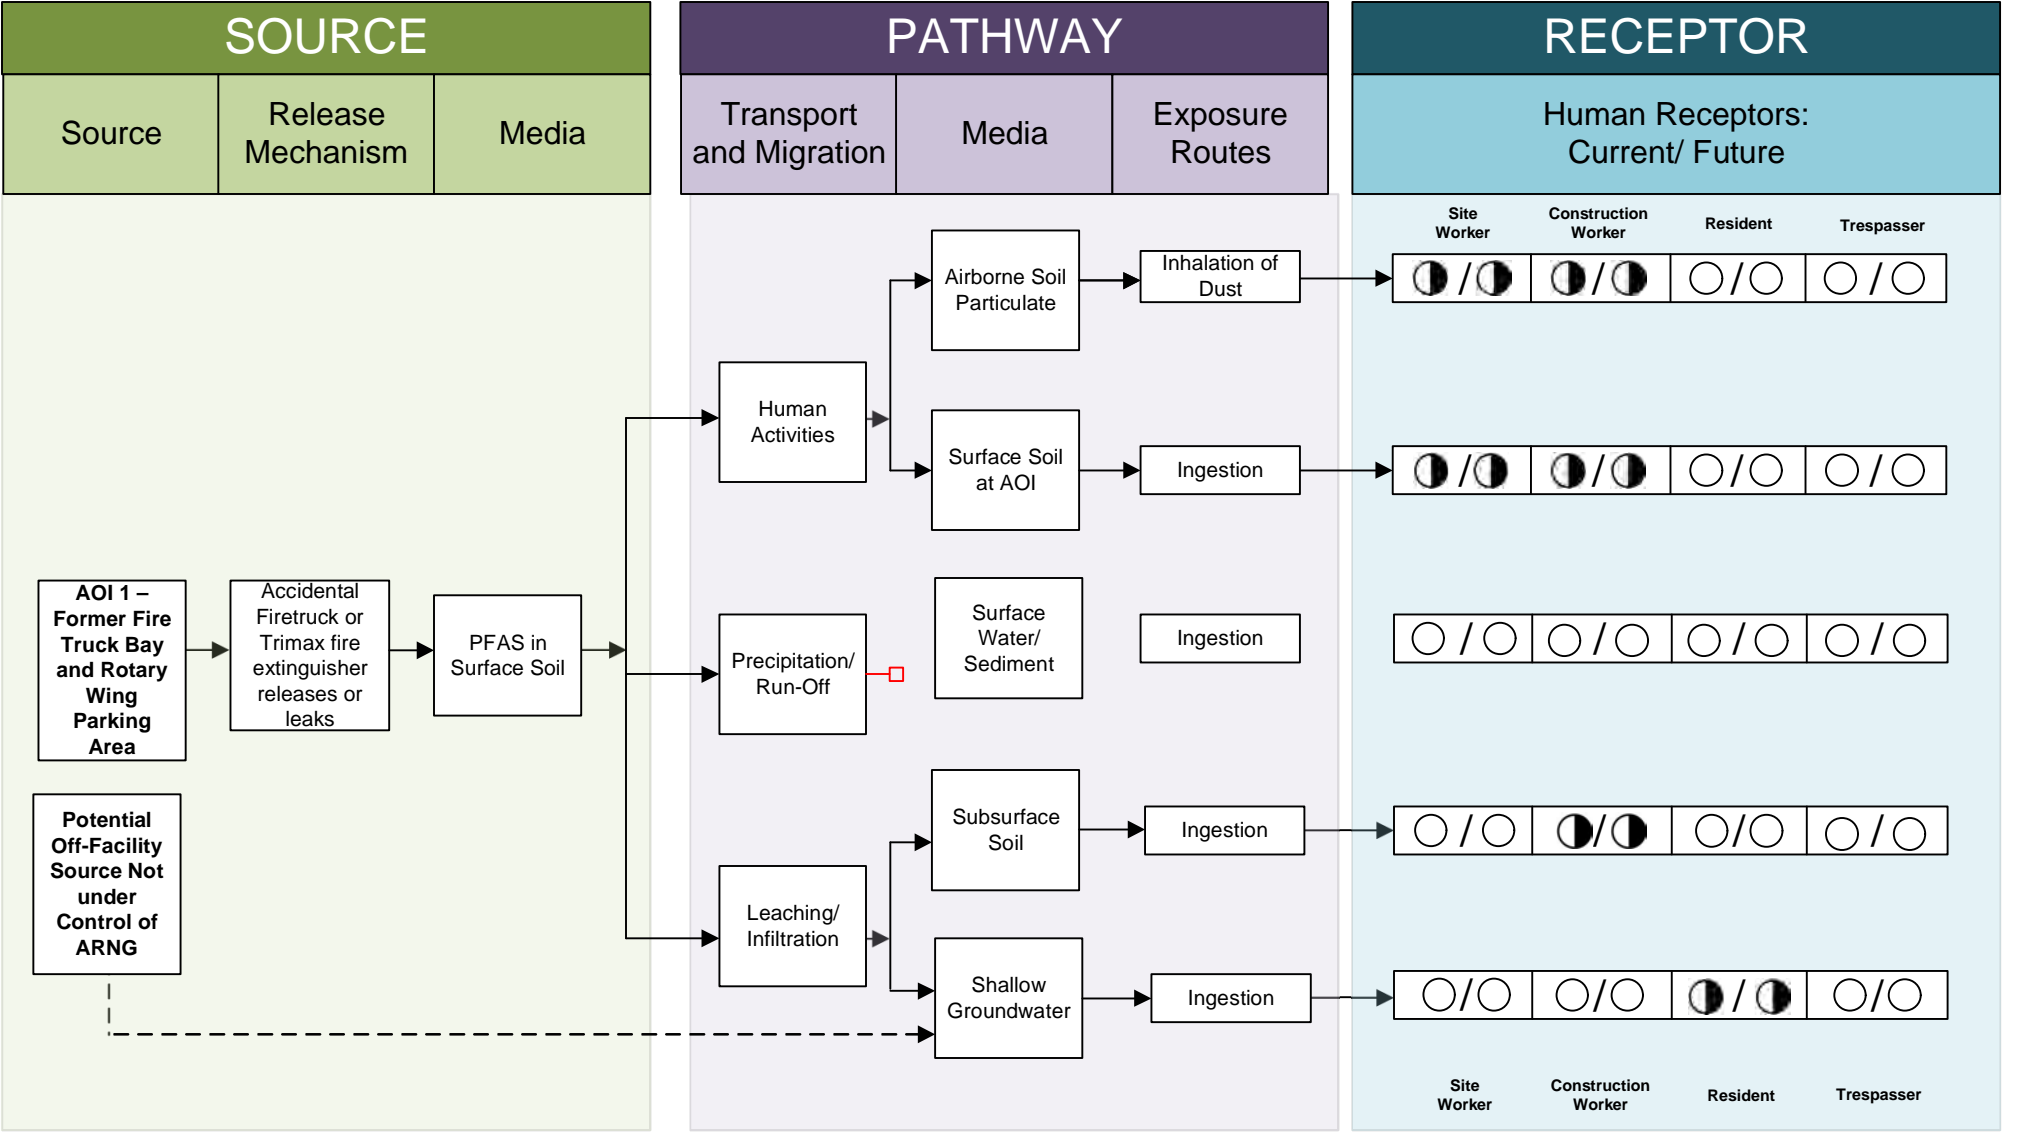 SOURCE
PATHWAY
RECEPTOR
Source
Release
Mechanism
Media
Transport
and Migration
Media
Exposure
Routes
Human Receptors:
Current/ Future
Site
Worker
Construction
Worker
Resident
Trespasser
Airborne Soil
Particulate
Inhalation of
Dust
/
/
/
/
Human
Activities
Surface Soil
at AOI
Ingestion
/
/
/
/
AOI 1 –
Former Fire
Truck Bay
and Rotary
Wing
Parking
Area
Accidental
Firetruck or
Trimax fire
extinguisher
releases or
leaks
PFAS in
Surface Soil
Precipitation/
Run-Off
Surface
Water/
Sediment
Ingestion
/
/
/
/
Potential
Off-Facility
Source Not
under
Control of
ARNG
Leaching/
Infiltration
Subsurface
Soil
Ingestion
/
/
/
/
Shallow
Groundwater
Ingestion
/
/
/
/
Site
Worker
Construction
Worker
Resident
Trespasser